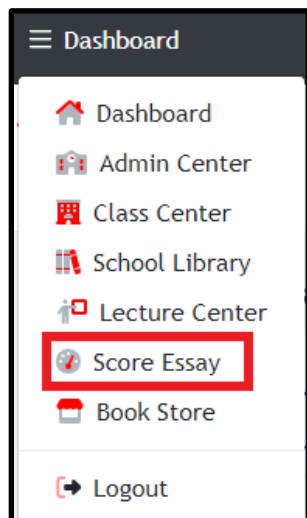 Dashboard
Dashboard
Admin Center
Class Center
School Library
Lecture Center
Score Essay
Book Store
Logout